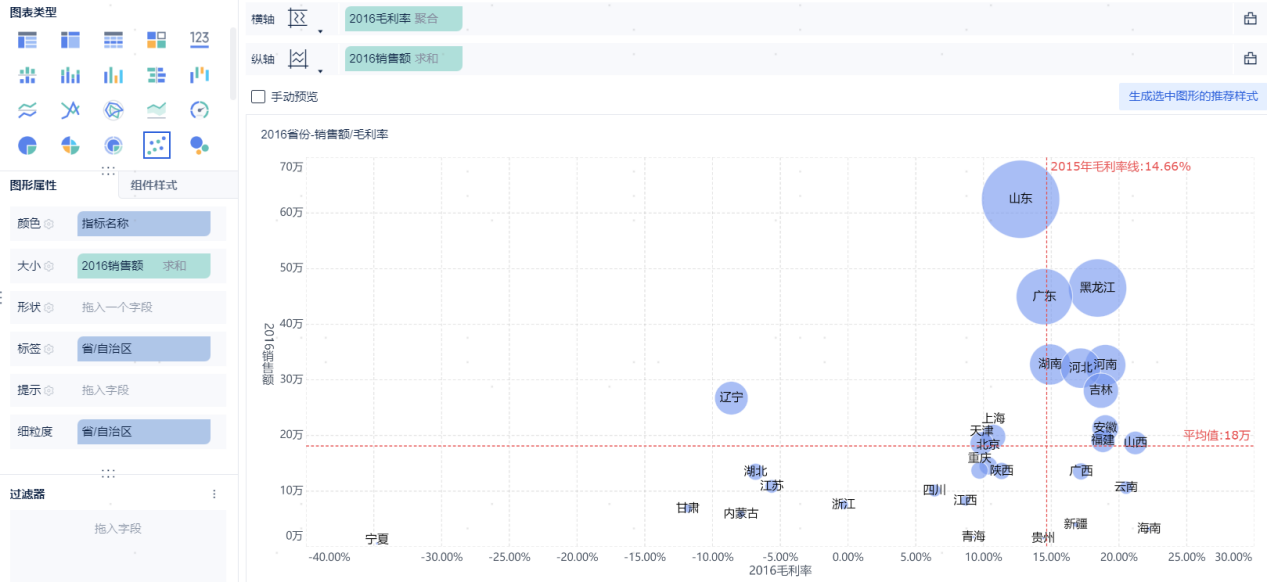 图表类型
123
图形属性
组件样式
颜色
指标名称
大小
2016销售额 求和
形状
拖入一个字段
标签
省/自治区
提示
拖入字段
细粒度
省/自治区
过滤器
拖入字段
横轴
2016毛利率 聚合
纵轴
2016销售额 求和
手动预览
生成选中图形的推荐样式
2016省份-销售额/毛利率
70万
2015年毛利率线:14.66%
山东
60万
50万
黑龙江
广东
40万
2016销售额
湖南
河北
河南
30万
吉林
辽宁
上海
20万
天津
安徽
平均值:18万
北京
福建
山西
重庆
陕西
湖北
广西
江苏
10万
四川
云南
江西
浙江
甘肃
内蒙古
新疆
海南
0万
宁夏
青海
贵州
-40.00%
-30.00%
-25.00%
-20.00%
-15.00%
-10.00%
-5.00%
0.00%
5.00%
10.00%
15.00%
20.00%
25.00%
30.00%
2016毛利率